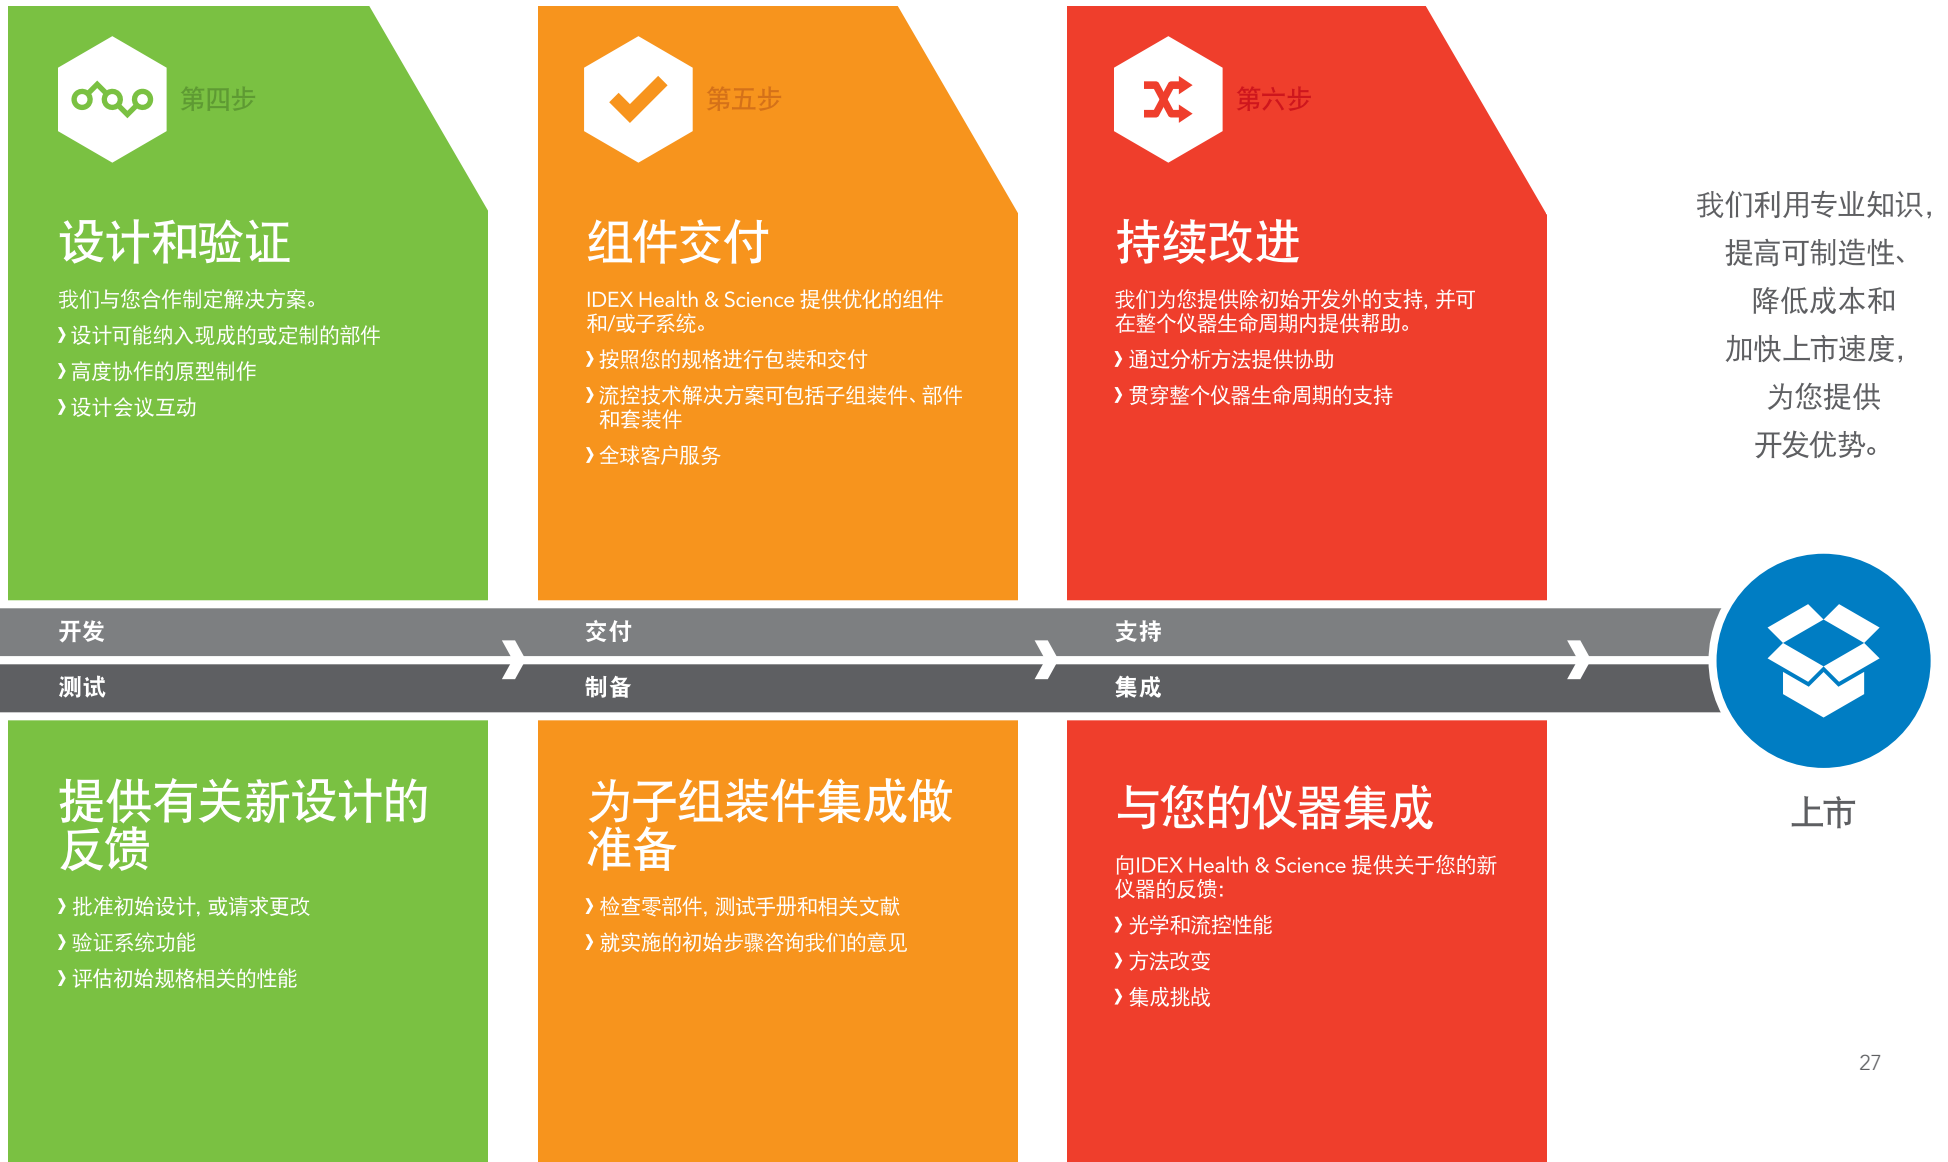 第四步
设计和验证
我们与您合作制定解决方案。
》设计可能纳入现成的或定制的部件
》高度协作的原型制作
》设计会议互动
第五步
组件交付
IDEX Health & Science 提供优化的组件
和/或子系统。
》按照您的规格进行包装和交付
》流控技术解决方案可包括子组装件、部件
和套装件
》全球客户服务
第六步
持续改进
我们为您提供除初始开发外的支持, 并可
在整个仪器生命周期内提供帮助。
》通过分析方法提供协助
》贯穿整个仪器生命周期的支持
我们利用专业知识,
提高可制造性、
降低成本和
加快上市速度,
为您提供
开发优势。
开发
交付
支持
测试
制备
集成
提供有关新设计的
反馈
》批准初始设计, 或请求更改
》验证系统功能
》评估初始规格相关的性能
为子组装件集成做
准备
》检查零部件, 测试手册和相关文献
》就实施的初始步骤咨询我们的意见
与您的仪器集成
向IDEX Health & Science 提供关于您的新
仪器的反馈:
》光学和流控性能
》方法改变
》集成挑战
上市
27